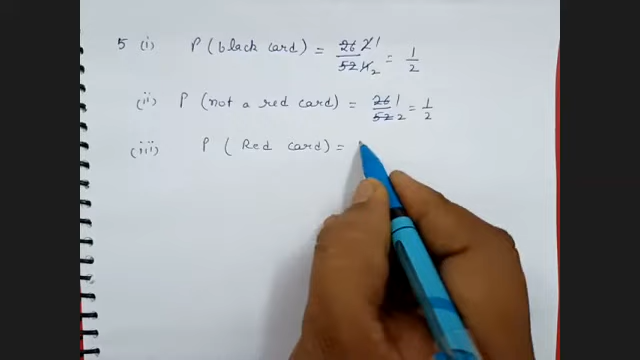 5 (i) P (black card) = 26/52 = 1/2
(ii) P (not a red card) = 26/52 = 1/2
(iii) P ( Red card) =